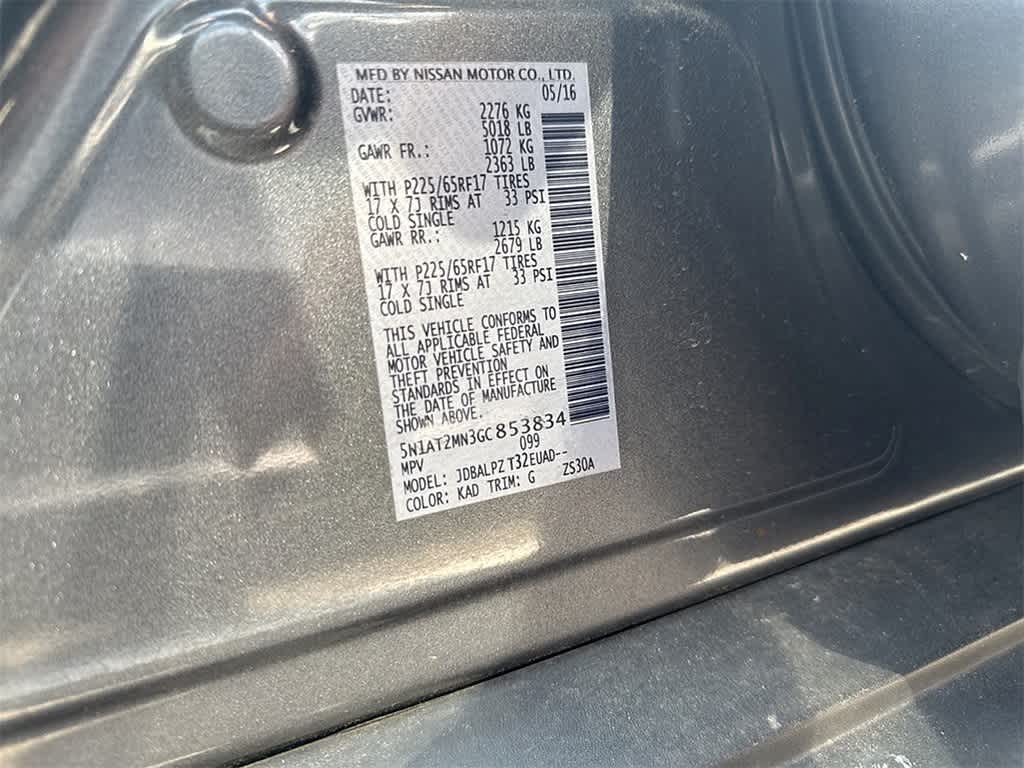 MFD BY NISSAN MOTOR CO., LTD.
DATE: 05/16
GVWR: 2276 KG
5018 LB
GAWR FR.: 1072 KG
2363 LB
WITH P225/65RF17 TIRES
17 X 7J RIMS AT 33 PSI
COLD SINGLE
GAWR RR.: 1215 KG
2679 LB
WITH P225/65RF17 TIRES
17 X 7J RIMS AT 33 PSI
COLD SINGLE
THIS VEHICLE CONFORMS TO
ALL APPLICABLE FEDERAL
MOTOR VEHICLE SAFETY AND
THEFT PREVENTION
STANDARDS IN EFFECT ON
THE DATE OF MANUFACTURE
SHOWN ABOVE.
5N1AT2MN3GC853834
MPV 099
MODEL: JDBALPZ T32EUAD--
COLOR: KAD TRIM: G ZS30A